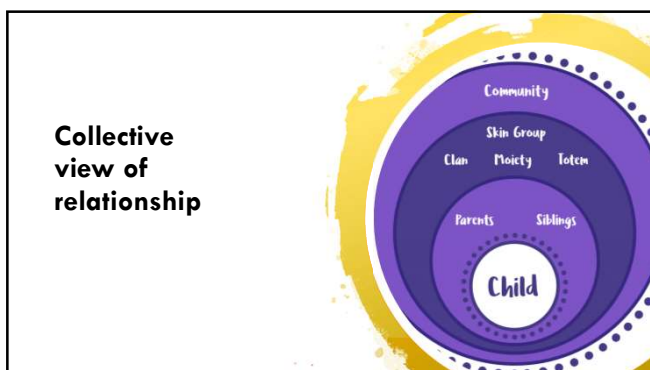 Collective
view of
relationship
Community
Skin Group
Clan Moiety Totem
Parents Siblings
Child